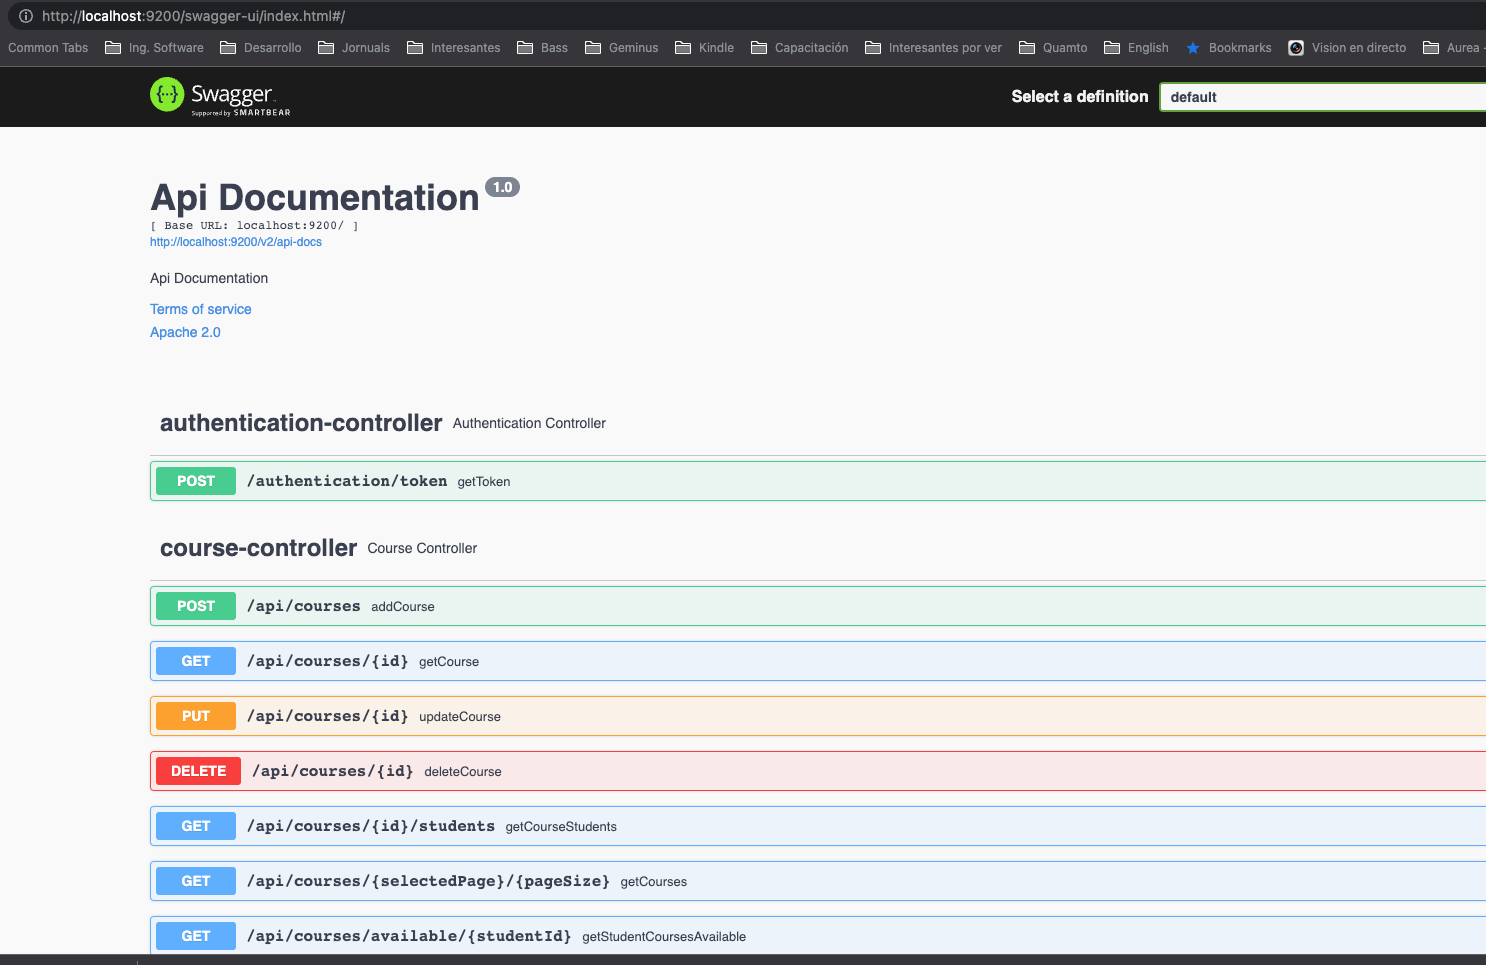 http://localhost:9200/swagger-ui/index.html#/
Common Tabs Ing. Software Desarrollo Jornuals Interesantes Bass Geminus Kindle Capacitación Interesantes por ver Quamto English Bookmarks Vision en directo Aurea -
Swagger
Supported by SMARTBEAR
Select a definition default
Api Documentation 1.0
[ Base URL: localhost:9200/ ]
http://localhost:9200/v2/api-docs
Api Documentation
Terms of service
Apache 2.0
authentication-controller Authentication Controller
POST /authentication/token getToken
course-controller Course Controller
POST /api/courses addCourse
GET /api/courses/{id} getCourse
PUT /api/courses/{id} updateCourse
DELETE /api/courses/{id} deleteCourse
GET /api/courses/{id}/students getCourseStudents
GET /api/courses/{selectedPage}/{pageSize} getCourses
GET /api/courses/available/{studentId} getStudentCoursesAvailable